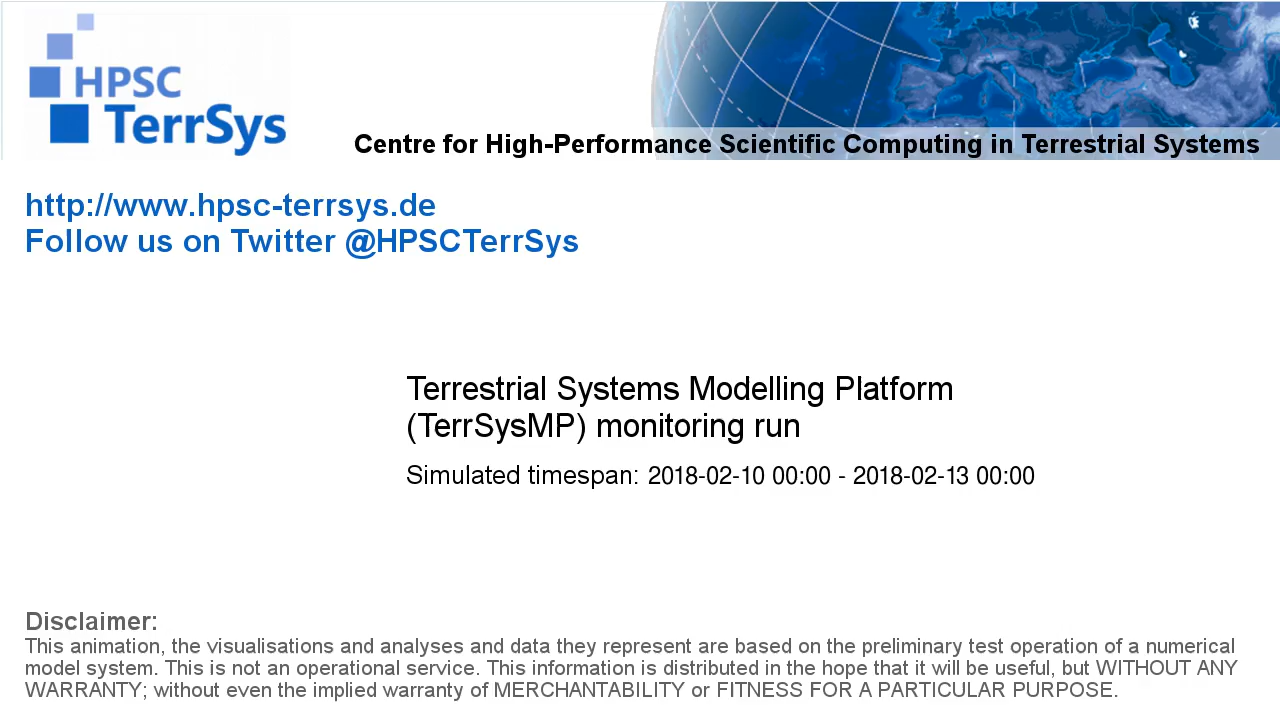 HPSC
TerrSys
Centre for High-Performance Scientific Computing in Terrestrial Systems
http://www.hpsc-terrsys.de
Follow us on Twitter @HPSCTerrSys
Terrestrial Systems Modelling Platform
(TerrSysMP) monitoring run
Simulated timespan: 2018-02-10 00:00 - 2018-02-13 00:00
Disclaimer:
This animation, the visualisations and analyses and data they represent are based on the preliminary test operation of a numerical
model system. This is not an operational service. This information is distributed in the hope that it will be useful, but WITHOUT ANY
WARRANTY; without even the implied warranty of MERCHANTABILITY or FITNESS FOR A PARTICULAR PURPOSE.